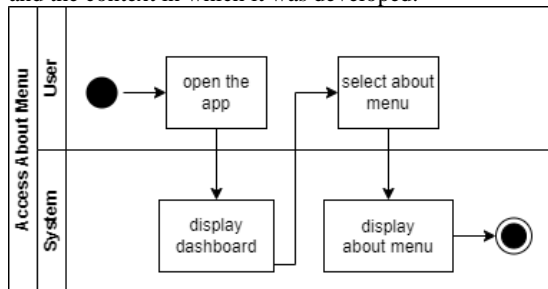 and the context in which it was developed.
Access About Menu
User
open the
app
select about
menu
System
display
dashboard
display
about menu